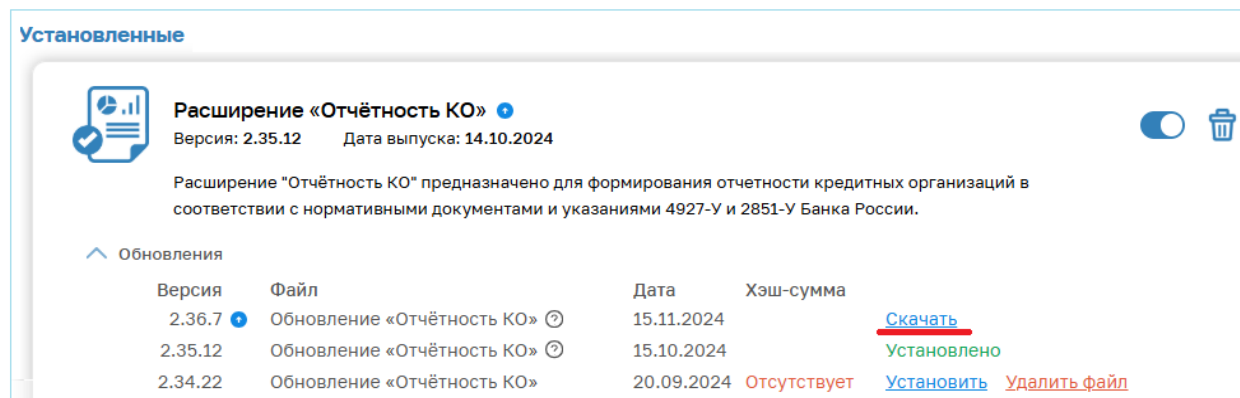 Установленные
Расширение «Отчётность КО»
Версия: 2.35.12 Дата выпуска: 14.10.2024
Расширение "Отчётность КО" предназначено для формирования отчетности кредитных организаций в
соответствии с нормативными документами и указаниями 4927-У и 2851-У Банка России.
Обновления
Версия Файл Дата Хэш-сумма
2.36.7 Обновление «Отчётность КО» ? 15.11.2024 Скачать
2.35.12 Обновление «Отчётность КО» ? 15.10.2024 Установлено
2.34.22 Обновление «Отчётность КО» 20.09.2024 Отсутствует Установить Удалить файл